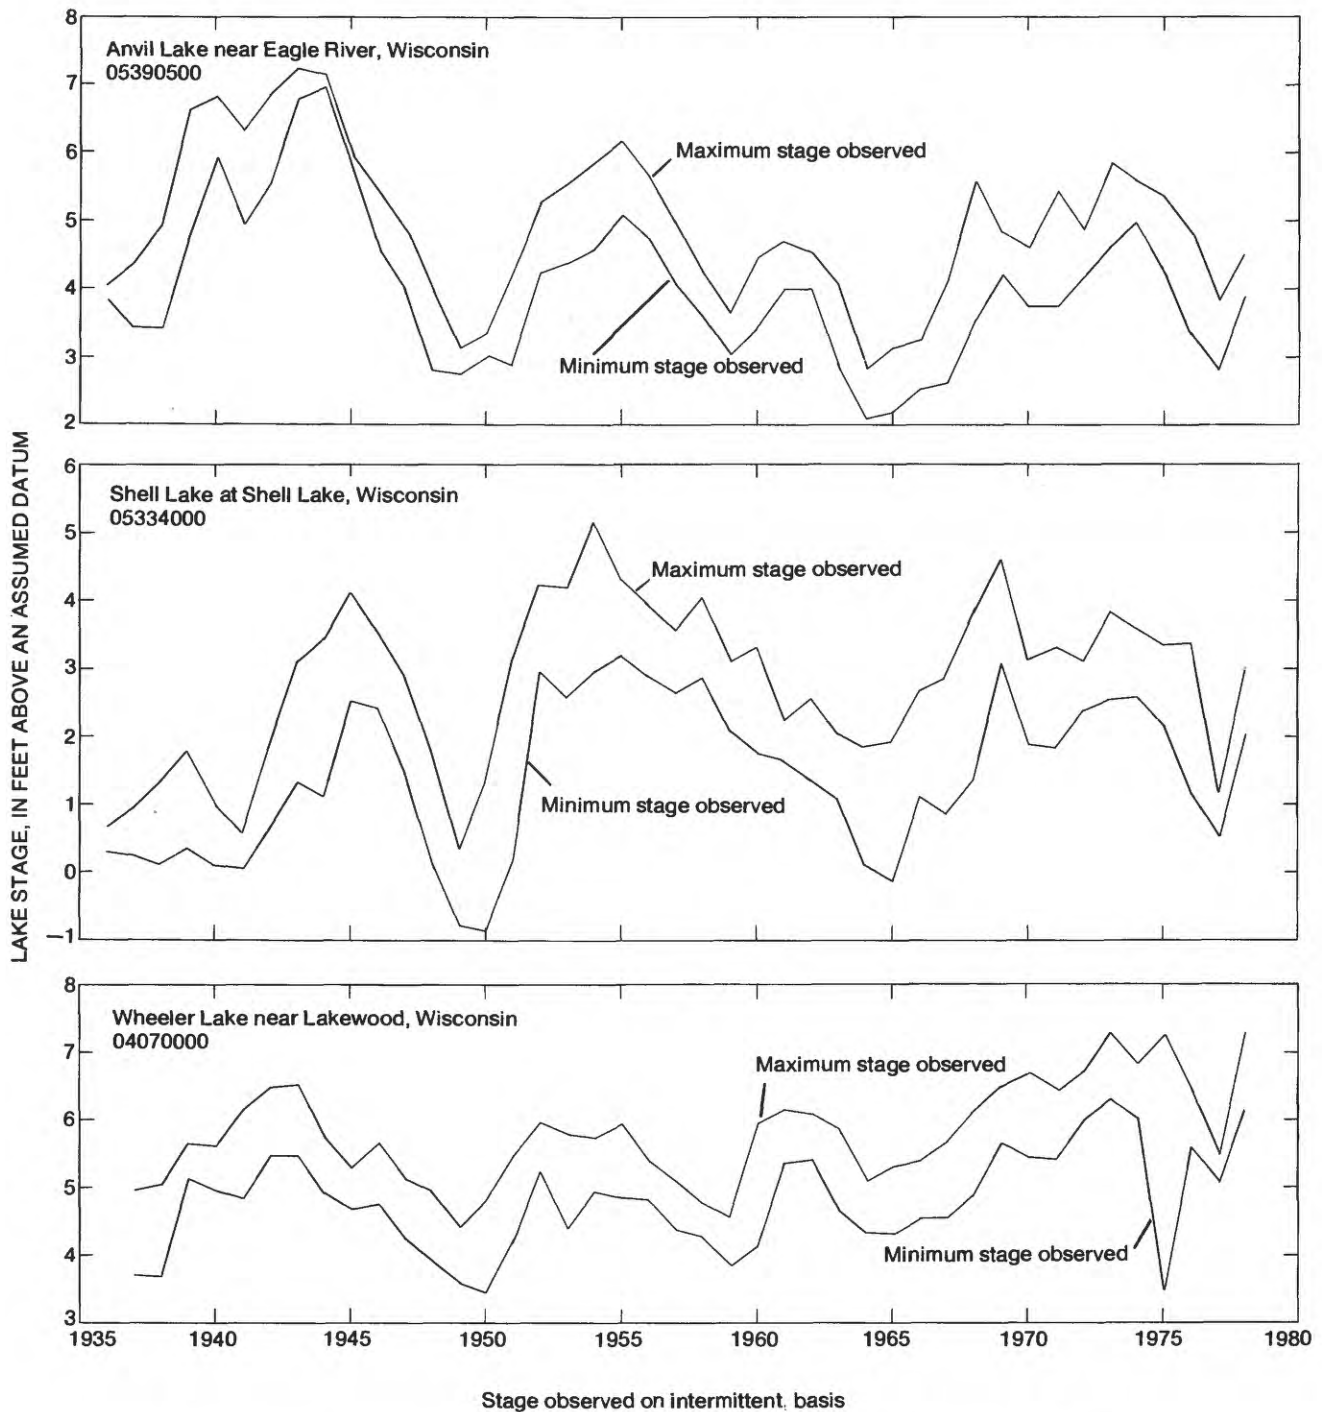 LAKE STAGE, IN FEET ABOVE AN ASSUMED DATUM
8
Anvil Lake near Eagle River, Wisconsin
05390500
7
6
Maximum stage observed
5
4
3
Minimum stage observed
2
6
Shell Lake at Shell Lake, Wisconsin
05334000
5
Maximum stage observed
4
3
2
Minimum stage observed
1
0
−1
8
Wheeler Lake near Lakewood, Wisconsin
04070000
7
Maximum stage observed
6
5
4
Minimum stage observed
3
1935 1940 1945 1950 1955 1960 1965 1970 1975 1980
Stage observed on intermittent basis